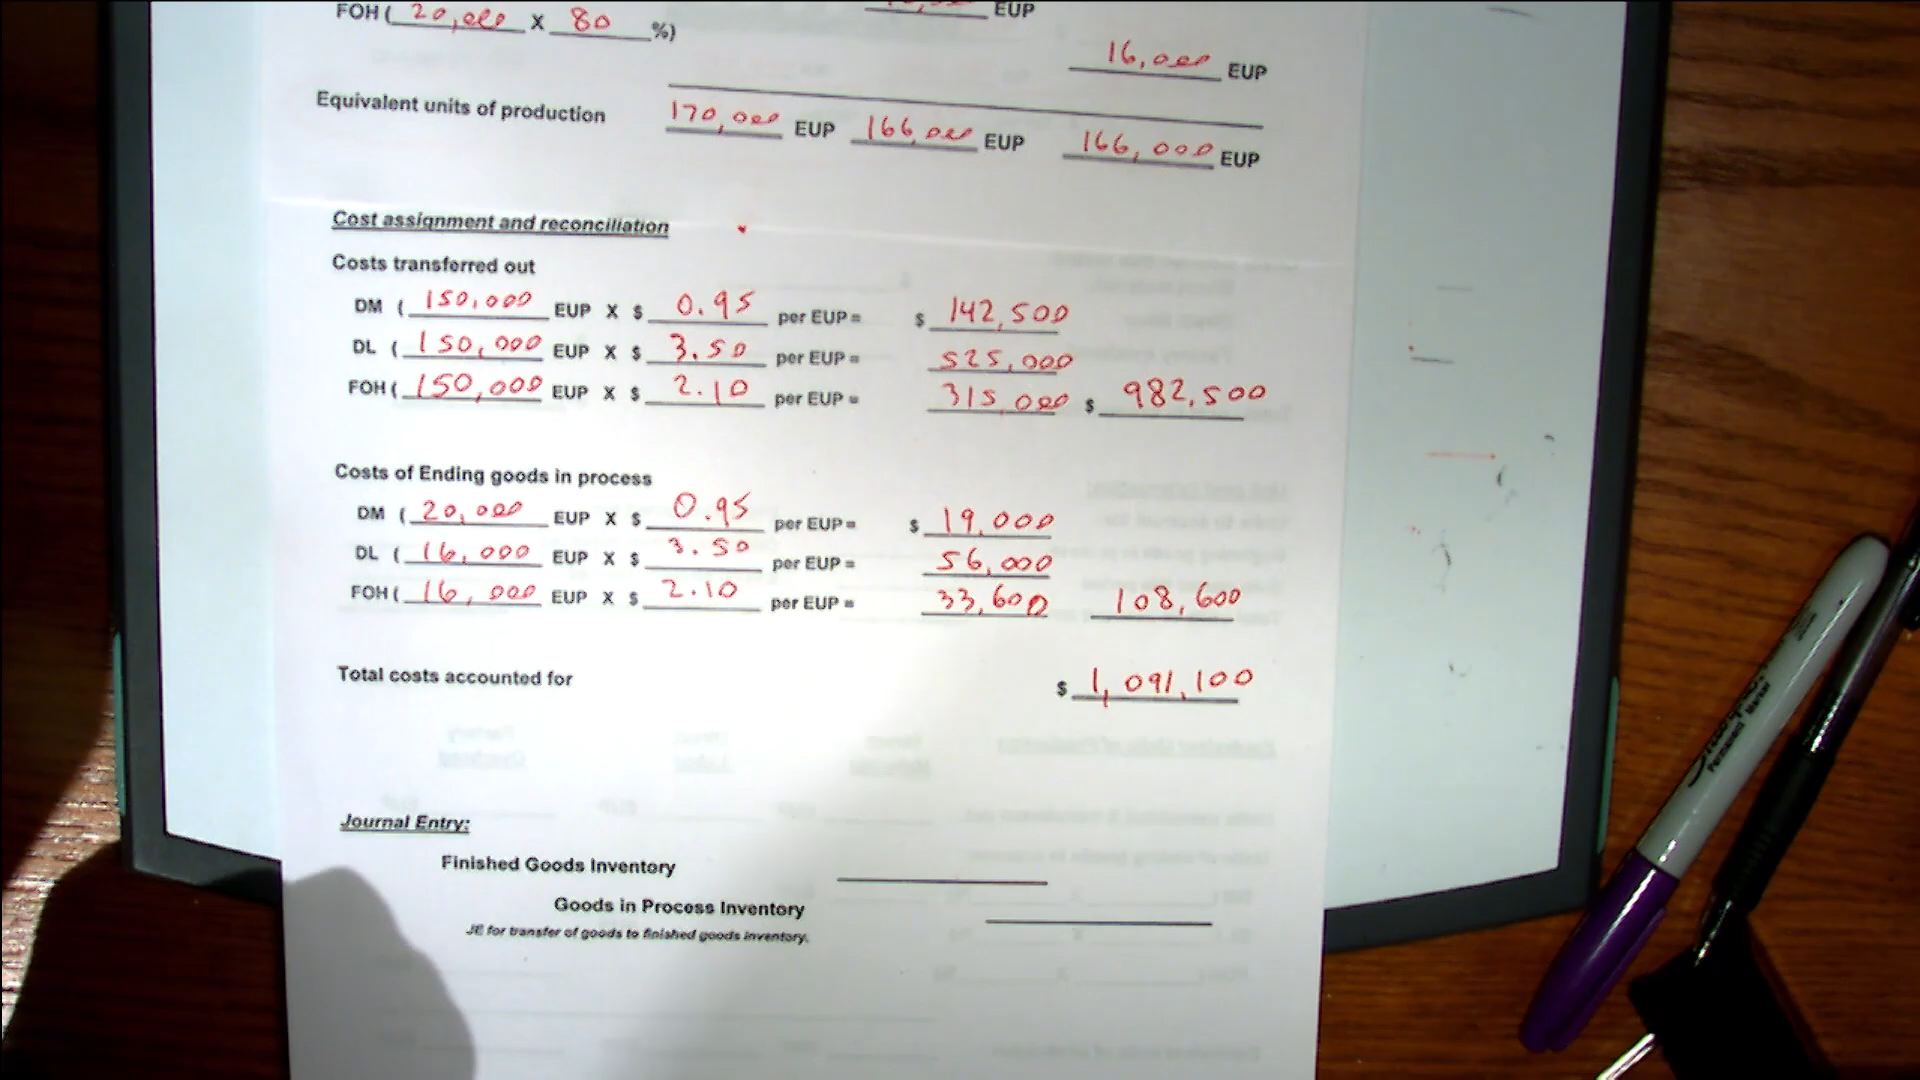 FOH ( 20,000 X 80 %) EUP
16,000 EUP
Equivalent units of production 170,000 EUP 166,000 EUP 166,000 EUP
Cost assignment and reconciliation
Costs transferred out
DM ( 150,000 EUP X $ 0.95 per EUP = $ 142,500
DL ( 150,000 EUP X $ 3.50 per EUP = 525,000
FOH ( 150,000 EUP X $ 2.10 per EUP = 315,000 $ 982,500
Costs of Ending goods in process
DM ( 20,000 EUP X $ 0.95 per EUP = $ 19,000
DL ( 16,000 EUP X $ 3.50 per EUP = 56,000
FOH ( 16,000 EUP X $ 2.10 per EUP = 33,600 108,600
Total costs accounted for $ 1,091,100
Journal Entry:
Finished Goods Inventory
Goods in Process Inventory
JE for transfer of goods to finished goods inventory.
Sharpie
Permanent Marker